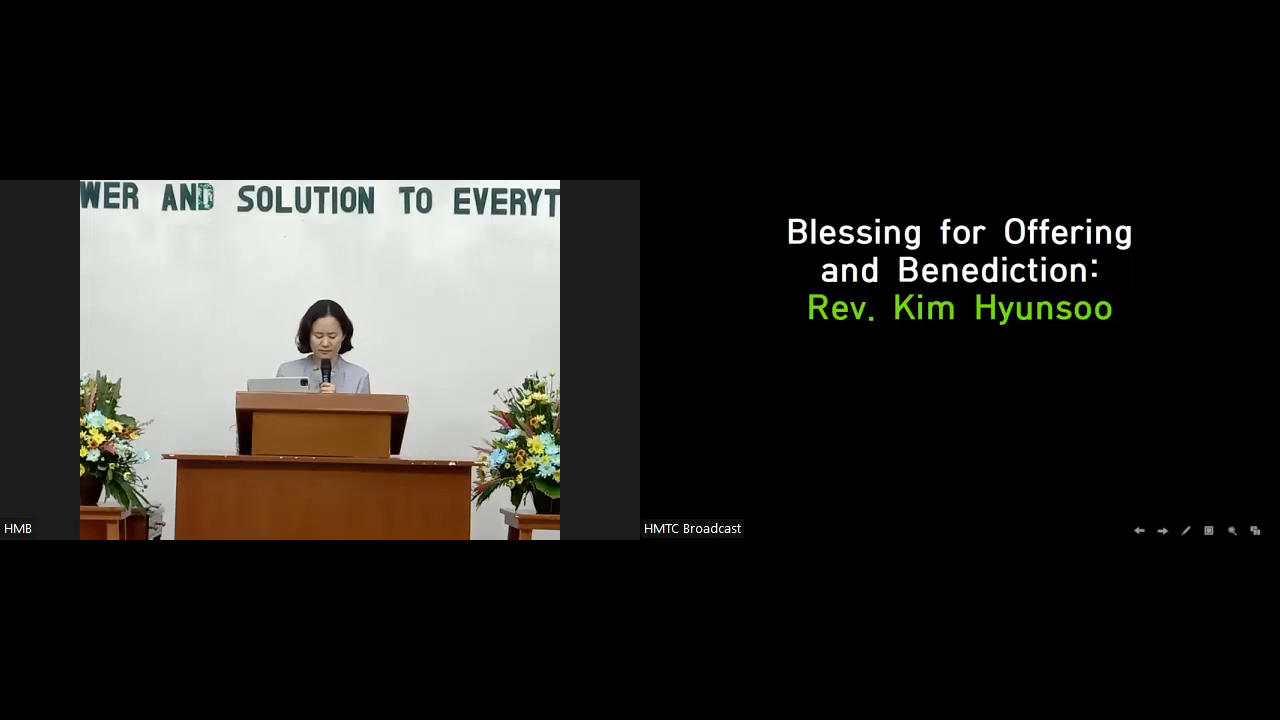 WER AND SOLUTION TO EVERYT
HMB
Blessing for Offering
and Benediction:
Rev. Kim Hyunsoo
HMTC Broadcast